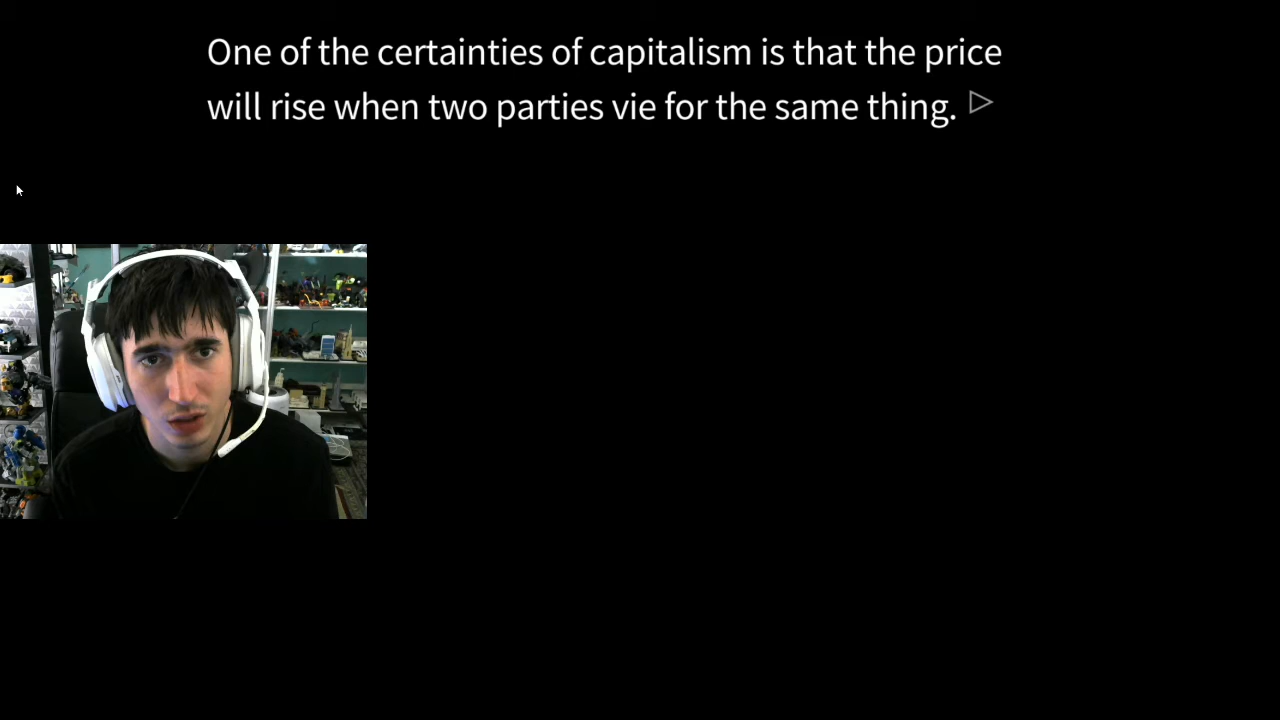 One of the certainties of capitalism is that the price
will rise when two parties vie for the same thing.